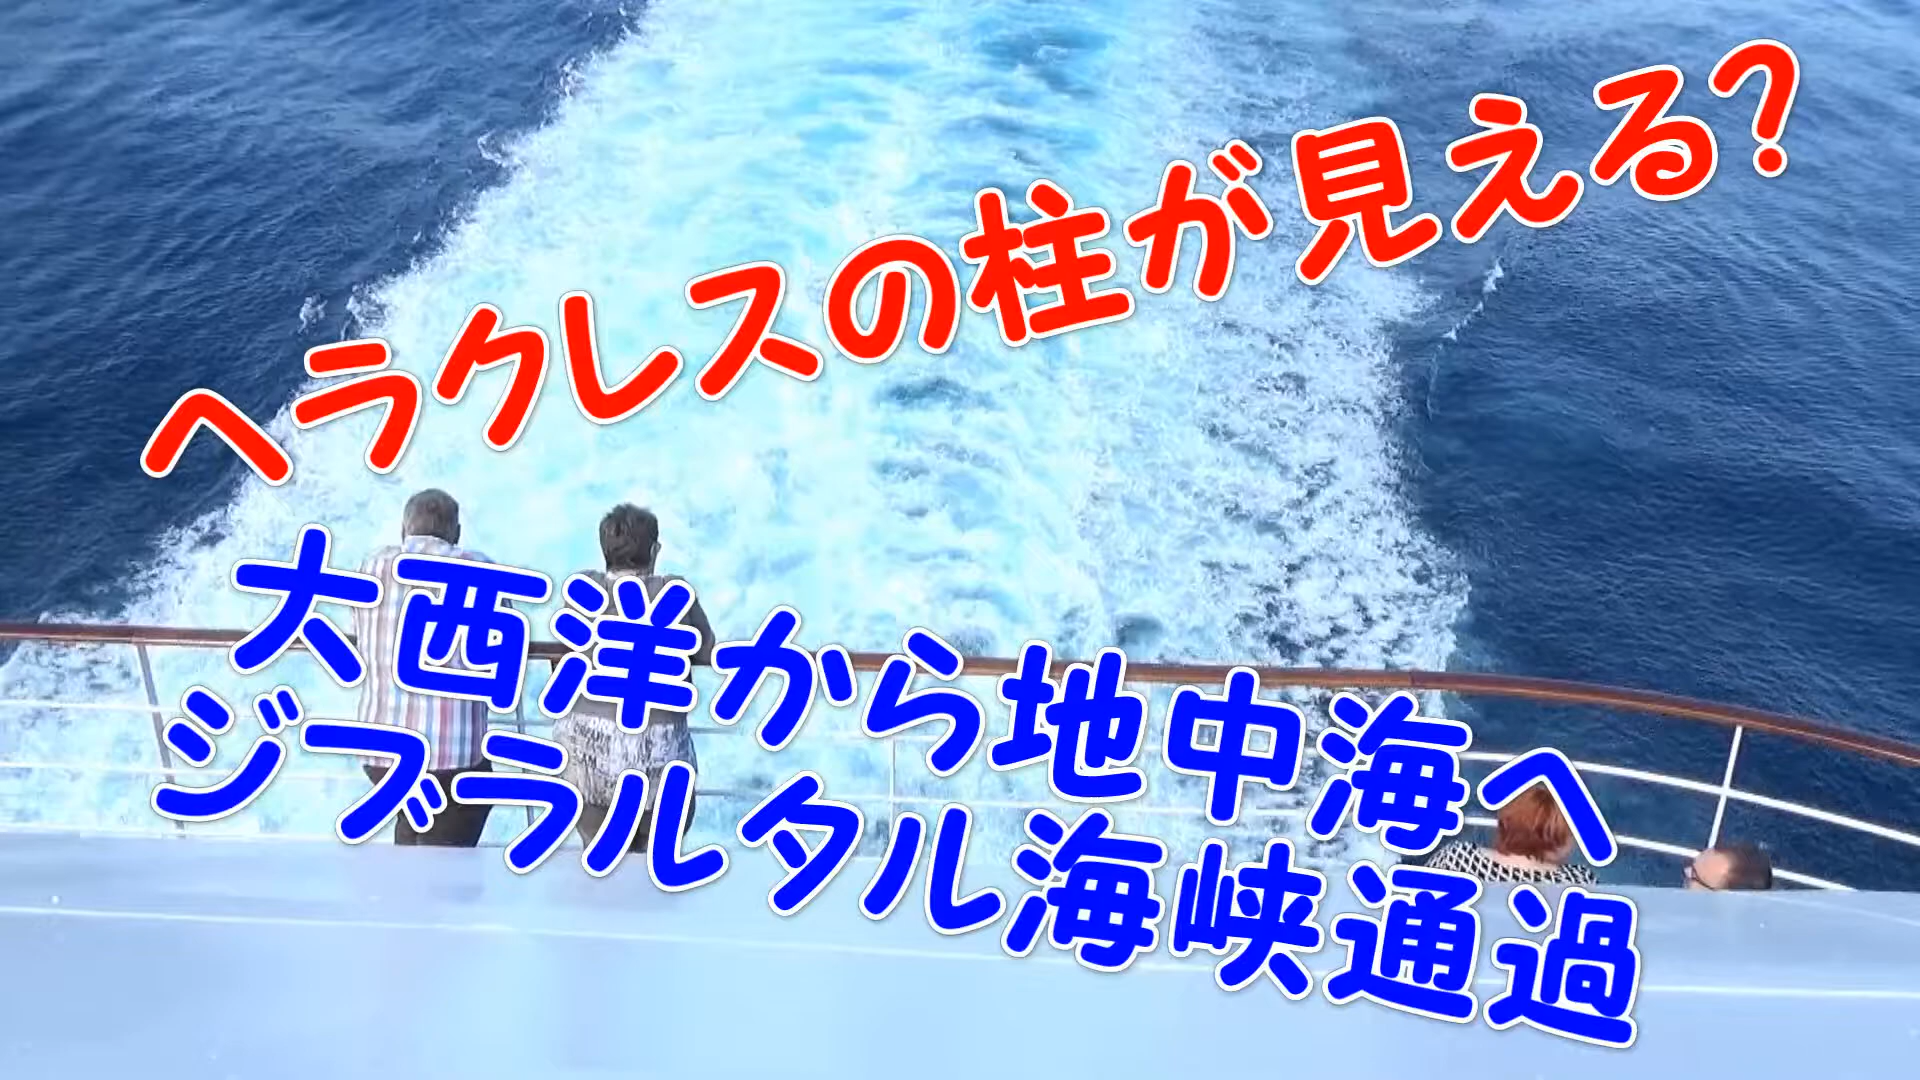 ヘラクレスの柱が見える?
大西洋から地中海へ
ジブラルタル海峡通過